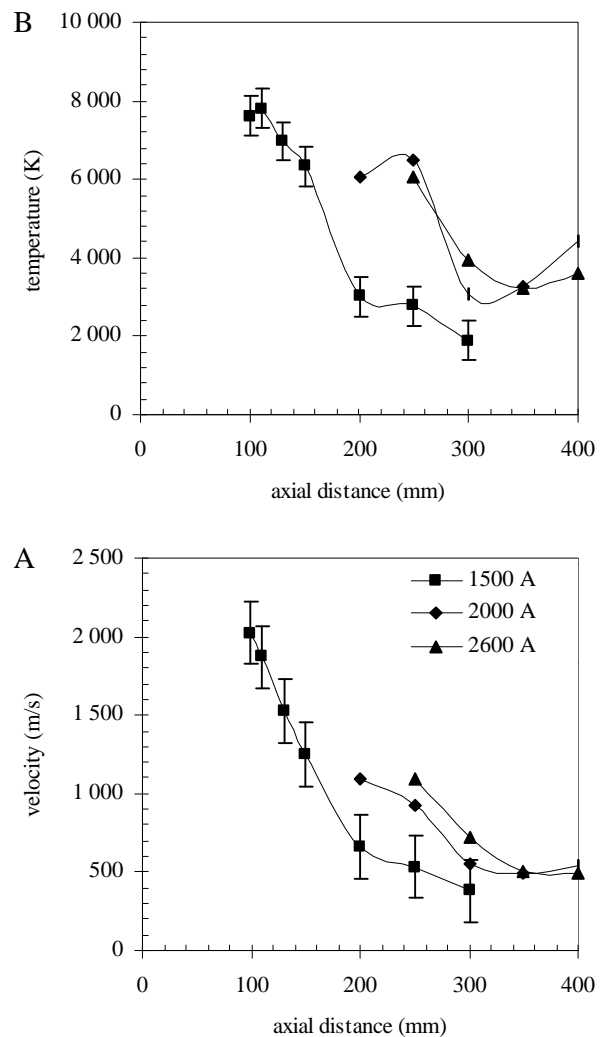 B
10 000
8 000
6 000
4 000
2 000
0
temperature (K)
0 100 200 300 400
axial distance (mm)
A
2 500
2 000
1 500
1 000
500
0
velocity (m/s)
1500 A
2000 A
2600 A
0 100 200 300 400
axial distance (mm)